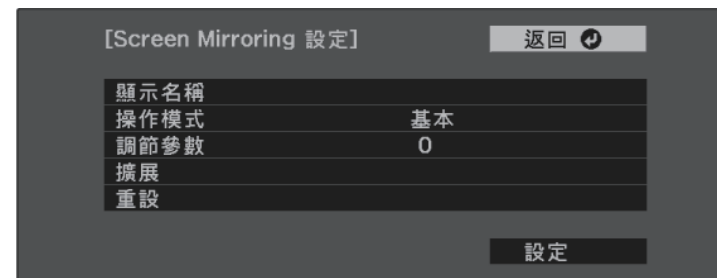 [Screen Mirroring 設定]
返回
顯示名稱
操作模式 基本
調節參數 0
擴展
重設
設定